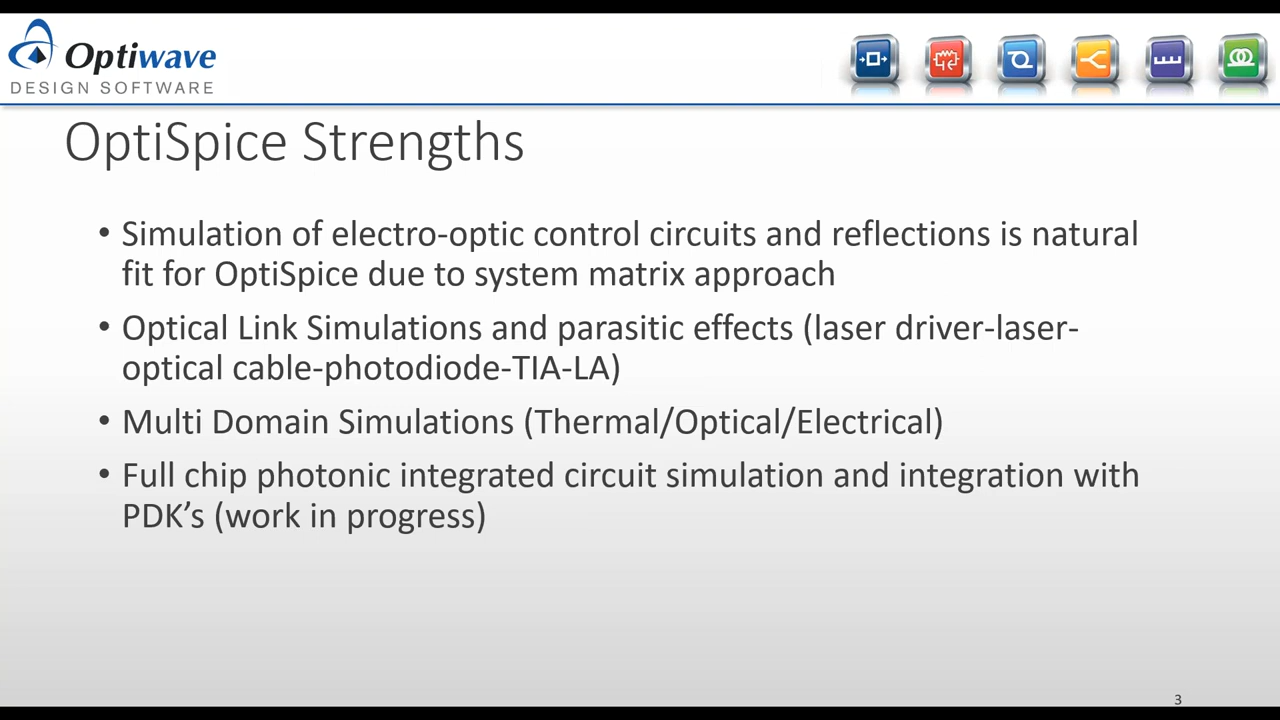 Optiwave
DESIGN SOFTWARE
OptiSpice Strengths
• Simulation of electro-optic control circuits and reflections is natural
fit for OptiSpice due to system matrix approach
• Optical Link Simulations and parasitic effects (laser driver-laser-
optical cable-photodiode-TIA-LA)
• Multi Domain Simulations (Thermal/Optical/Electrical)
• Full chip photonic integrated circuit simulation and integration with
PDK’s (work in progress)
3